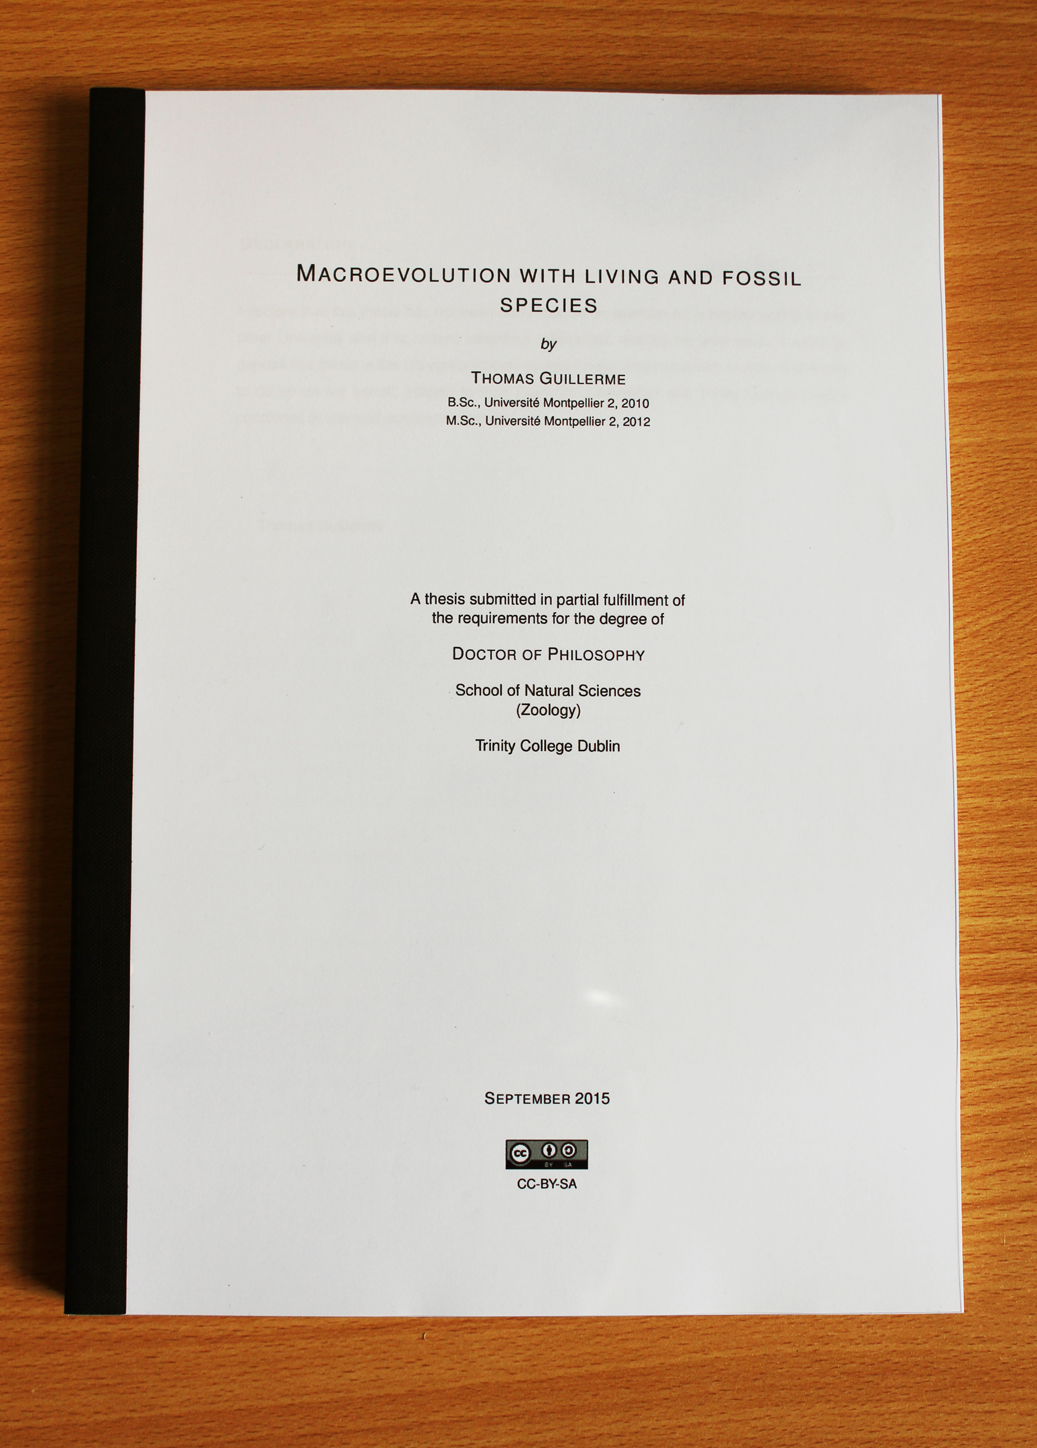 MACROEVOLUTION WITH LIVING AND FOSSIL
SPECIES
by
THOMAS GUILLERME
B.Sc., Université Montpellier 2, 2010
M.Sc., Université Montpellier 2, 2012
A thesis submitted in partial fulfillment of
the requirements for the degree of
DOCTOR OF PHILOSOPHY
School of Natural Sciences
(Zoology)
Trinity College Dublin
SEPTEMBER 2015
cc BY SA
CC-BY-SA